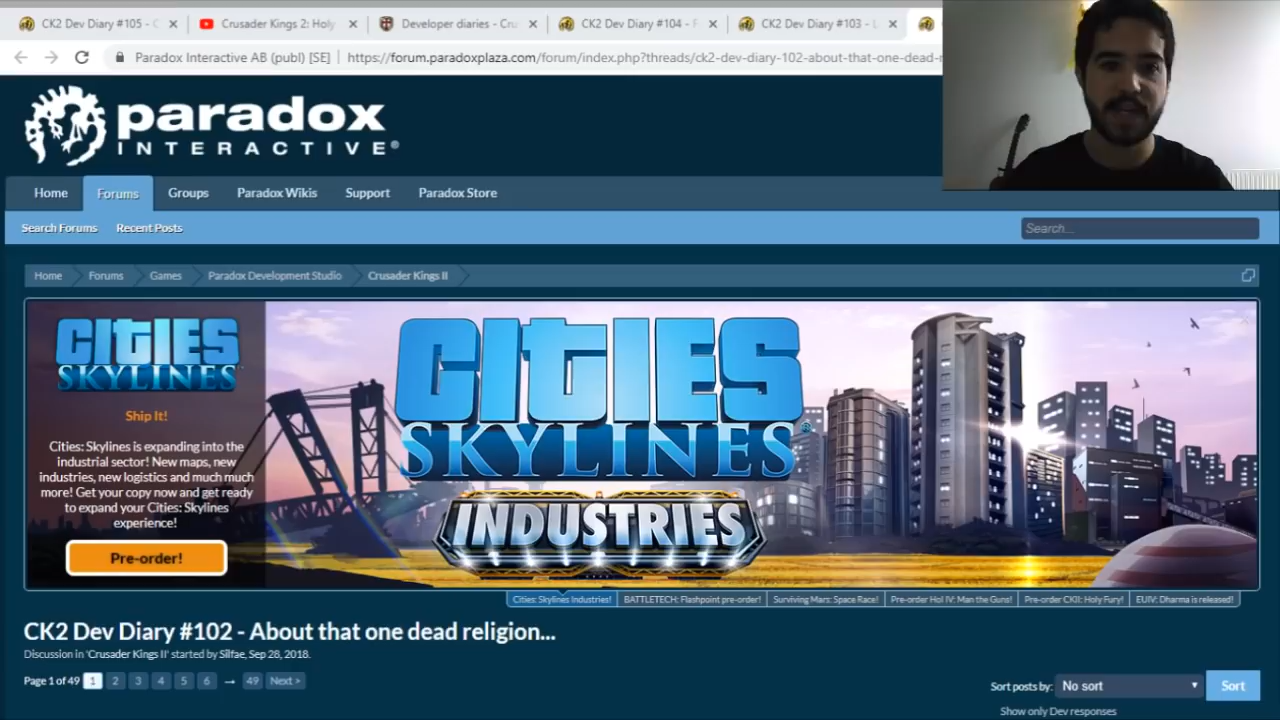 CK2 Dev Diary #105 - C
Crusader Kings 2: Holy
Developer diaries - Cru
CK2 Dev Diary #104 - F
CK2 Dev Diary #103 - L
Paradox Interactive AB (publ) [SE] | https://forum.paradoxplaza.com/forum/index.php?threads/ck2-dev-diary-102-about-that-one-dead-r
paradox
INTERACTIVE®
Home Forums Groups Paradox Wikis Support Paradox Store
Search Forums Recent Posts
Search...
Home Forums Games Paradox Development Studio Crusader Kings II
CITIES
SKYLINES
Ship It!
Cities: Skylines is expanding into the
industrial sector! New maps, new
industries, new logistics and much much
more! Get your copy now and get ready
to expand your Cities: Skylines
experience!
Pre-order!
CITIES
SKYLINES®
INDUSTRIES
Cities: Skylines Industries! BATTLETECH: Flashpoint pre-order! Surviving Mars: Space Race! Pre-order HoI IV: Man the Guns! Pre-order CKII: Holy Fury! EUIV: Dharma is released!
CK2 Dev Diary #102 - About that one dead religion...
Discussion in 'Crusader Kings II' started by Silfae, Sep 28, 2018.
Page 1 of 49 1 2 3 4 5 6 → 49 Next >
Sort posts by: No sort Sort
Show only Dev responses